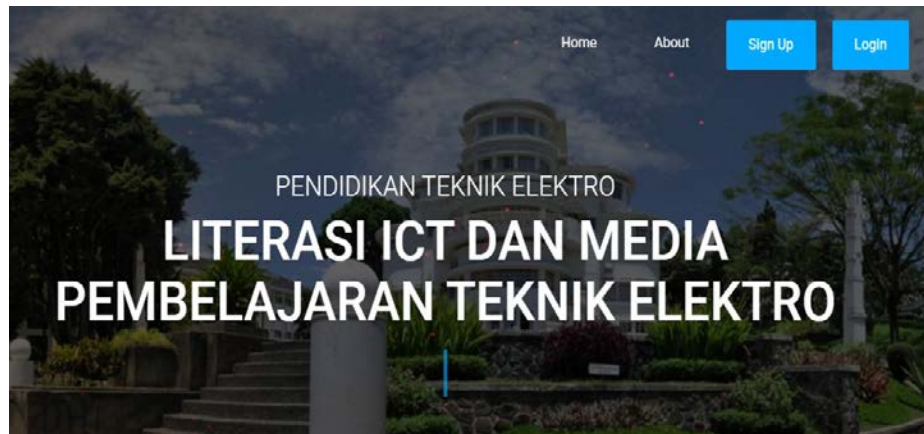 Home About Sign Up Login
PENDIDIKAN TEKNIK ELEKTRO
LITERASI ICT DAN MEDIA
PEMBELAJARAN TEKNIK ELEKTRO